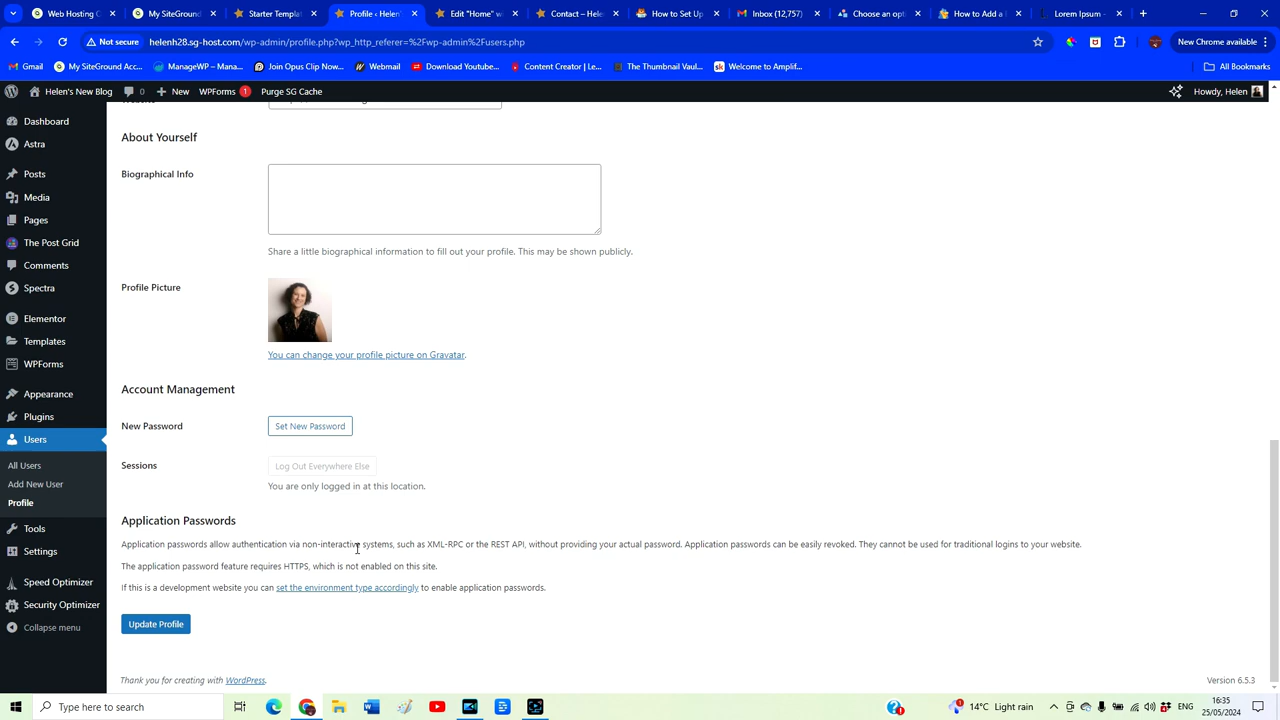 WordPress
My SiteGround
Starter Templat
Profile ‹ Helen
Edit "Home" w
Contact – Hele
How to Set Up
Inbox (12,757)
Choose an opti
How to Add a
Lorem Ipsum -
Not secure
helenh28.sg-host.com/wp-admin/profile.php?wp_http_referer=%2Fwp-admin%2Fusers.php
New Chrome available
Gmail
My SiteGround Acc...
ManageWP – Mana...
Join Opus Clip Now...
Webmail
Download Youtube...
Content Creator | Le...
The Thumbnail Vaul...
Welcome to Amplif...
All Bookmarks
Helen's New Blog
0
New
WPForms 1
Purge SG Cache
Howdy, Helen
Dashboard
Astra
Posts
Media
Pages
The Post Grid
Comments
Spectra
Elementor
Templates
WPForms
Appearance
Plugins
Users
All Users
Add New User
Profile
Tools
Settings
Speed Optimizer
Security Optimizer
Collapse menu
About Yourself
Biographical Info
Share a little biographical information to fill out your profile. This may be shown publicly.
Profile Picture
You can change your profile picture on Gravatar.
Account Management
New Password
Set New Password
Sessions
Log Out Everywhere Else
You are only logged in at this location.
Application Passwords
Application passwords allow authentication via non-interactive systems, such as XML-RPC or the REST API, without providing your actual password. Application passwords can be easily revoked. They cannot be used for traditional logins to your website.
The application password feature requires HTTPS, which is not enabled on this site.
If this is a development website you can set the environment type accordingly to enable application passwords.
Update Profile
Thank you for creating with WordPress.
Version 6.5.3
Type here to search
14°C Light rain
ENG
16:35
25/05/2024